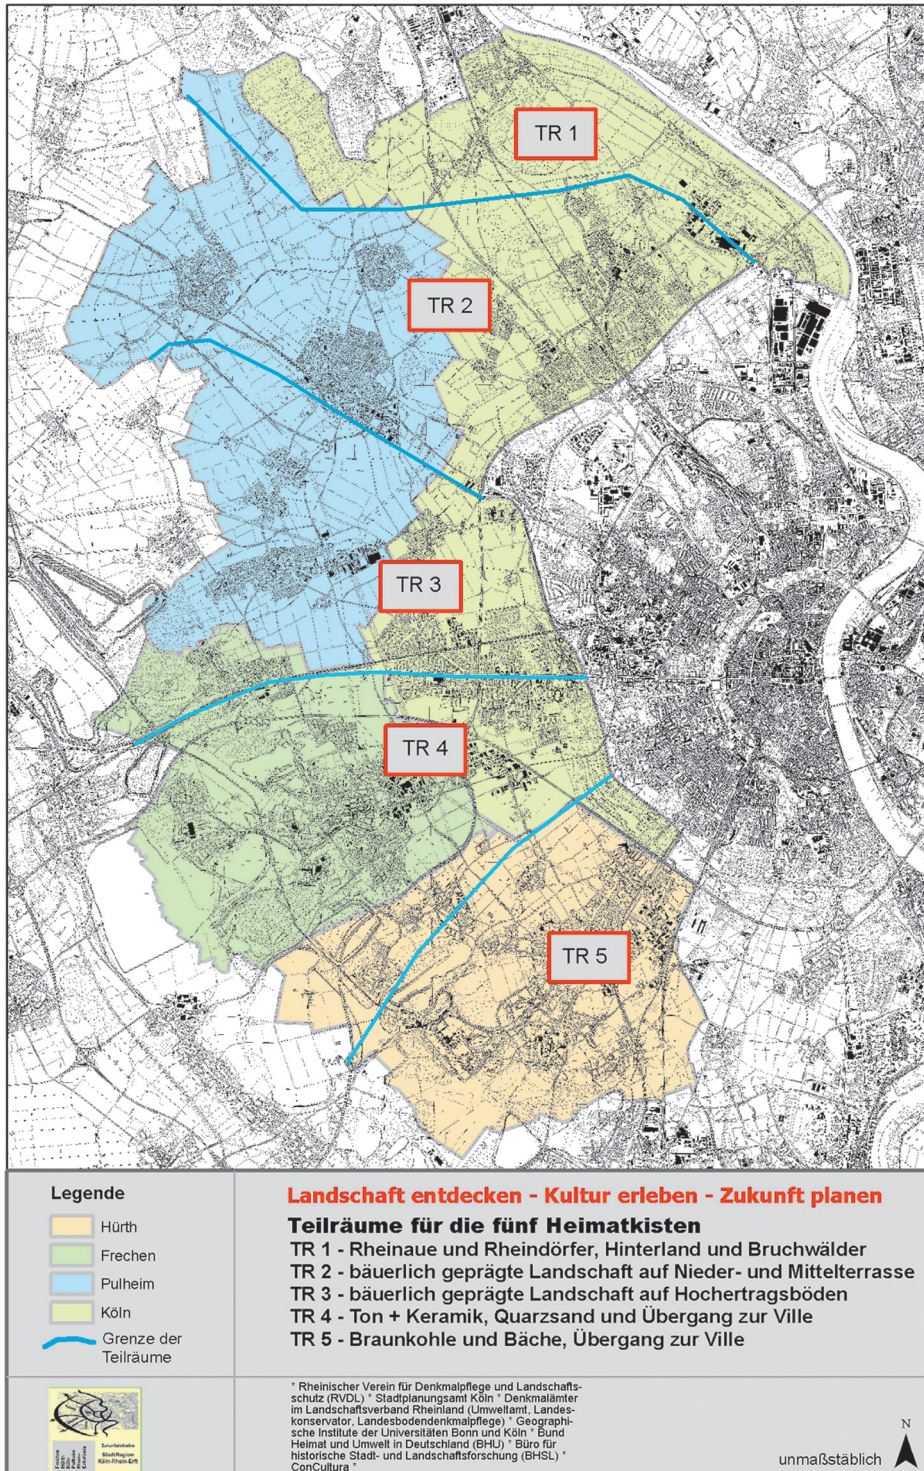 TR 1
TR 2
TR 3
TR 4
TR 5
Legende
Hürth
Frechen
Pulheim
Köln
Grenze der
Teilräume
Landschaft entdecken - Kultur erleben - Zukunft planen
Teilräume für die fünf Heimatkisten
TR 1 - Rheinaue und Rheindörfer, Hinterland und Bruchwälder
TR 2 - bäuerlich geprägte Landschaft auf Nieder- und Mittelterrasse
TR 3 - bäuerlich geprägte Landschaft auf Hochertragsböden
TR 4 - Ton + Keramik, Quarzsand und Übergang zur Ville
TR 5 - Braunkohle und Bäche, Übergang zur Ville
* Rheinischer Verein für Denkmalpflege und Landschafts-
schutz (RVDL) * Stadtplanungsamt Köln * Denkmalämter
im Landschaftsverband Rheinland (Umweltamt, Landes-
konservator, Landesbodendenkmalpflege) * Geographi-
sche Institute der Universitäten Bonn und Köln * Bund
Heimat und Umwelt in Deutschland (BHU) * Büro für
historische Stadt- und Landschaftsforschung (BHSL) *
ConCultura *
StadtRegion
Köln-Rhein-Erft
N
unmaßstäblich